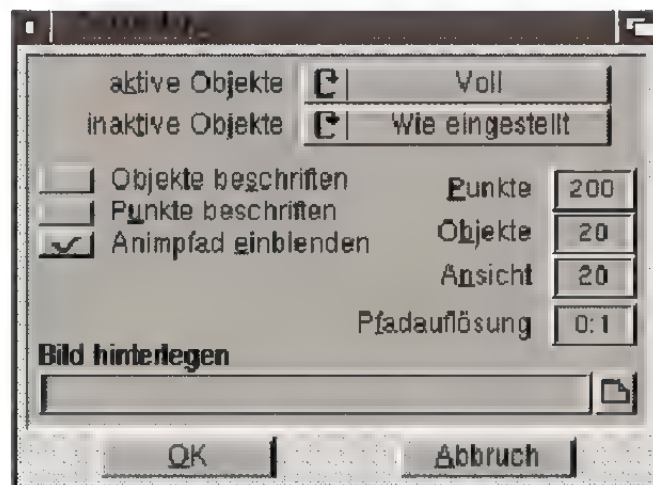 aktive Objekte Voll
inaktive Objekte Wie eingestellt
Objekte beschriften
Punkte beschriften
Animpfad einblenden
Punkte 200
Objekte 20
Ansicht 20
Pfadauflösung 0:1
Bild hinterlegen
OK Abbruch